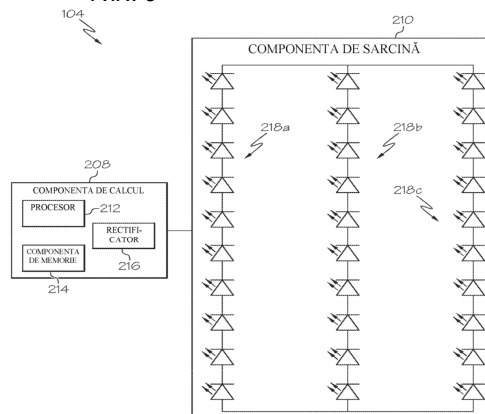 104
210
COMPONENTA DE SARCINĂ
218a
218b
218c
208
COMPONENTA DE CALCUL
PROCESOR
212
RECTIFI-
CATOR
216
COMPONENTA
DE MEMORIE
214